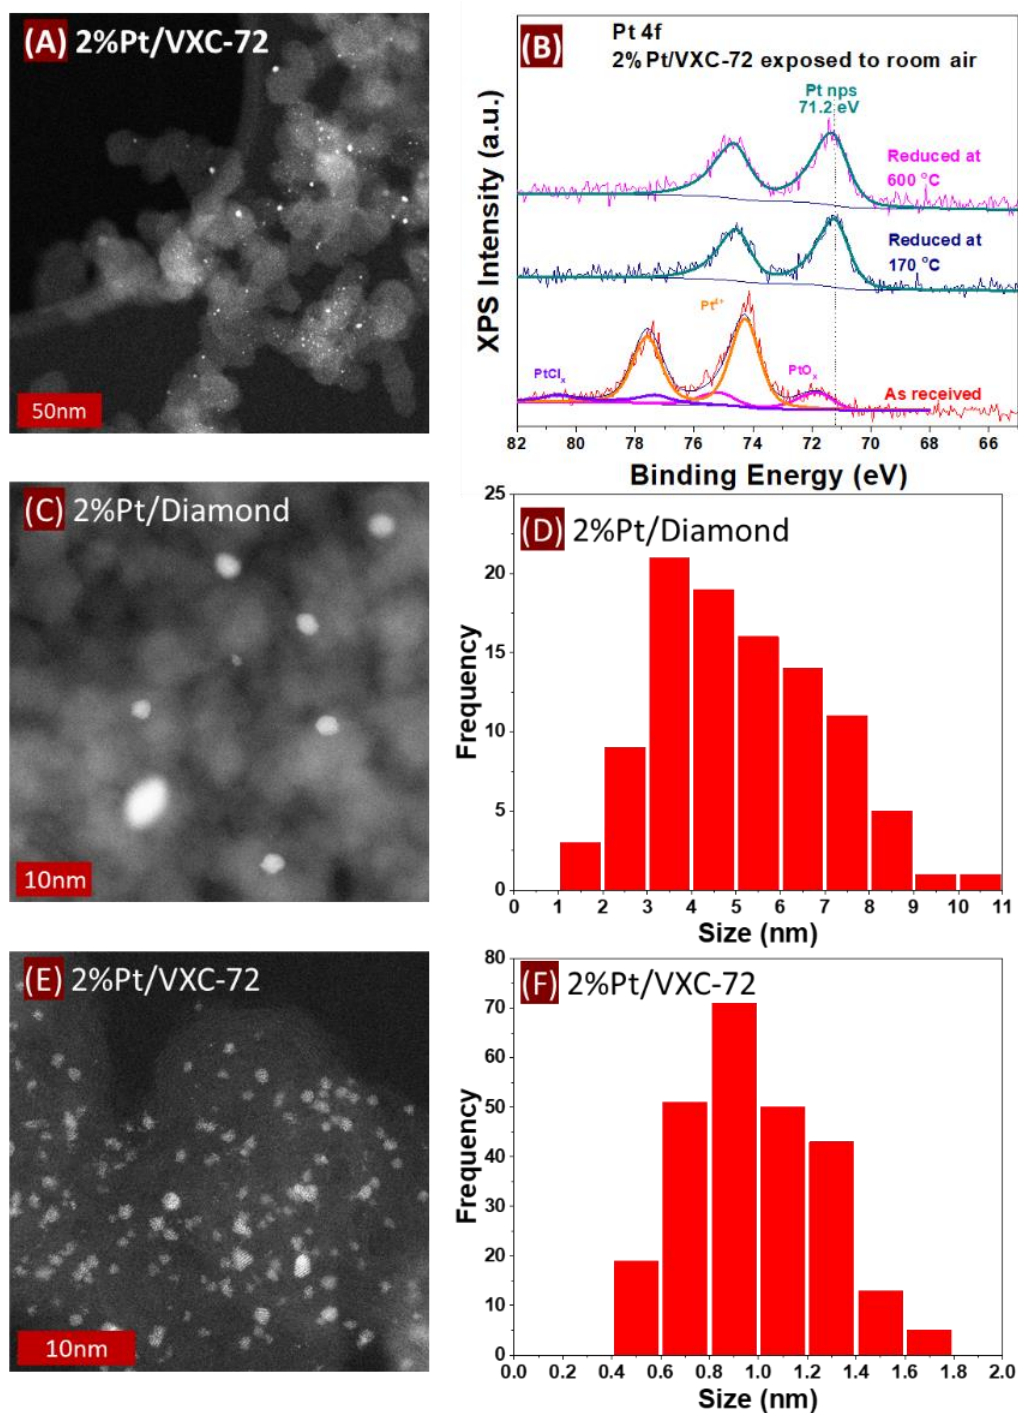 (A) 2%Pt/VXC-72
50nm
(B)
Pt 4f
2% Pt/VXC-72 exposed to room air
Pt nps
71.2 eV
Reduced at
600 °C
Reduced at
170 °C
Pt⁴⁺
PtClₓ
PtOₓ
As received
XPS Intensity (a.u.)
82 80 78 76 74 72 70 68 66
Binding Energy (eV)
(C) 2%Pt/Diamond
10nm
(D) 2%Pt/Diamond
25
20
15
10
5
0
Frequency
0 1 2 3 4 5 6 7 8 9 10 11
Size (nm)
(E) 2%Pt/VXC-72
10nm
(F) 2%Pt/VXC-72
80
70
60
50
40
30
20
10
0
Frequency
0.0 0.2 0.4 0.6 0.8 1.0 1.2 1.4 1.6 1.8 2.0
Size (nm)